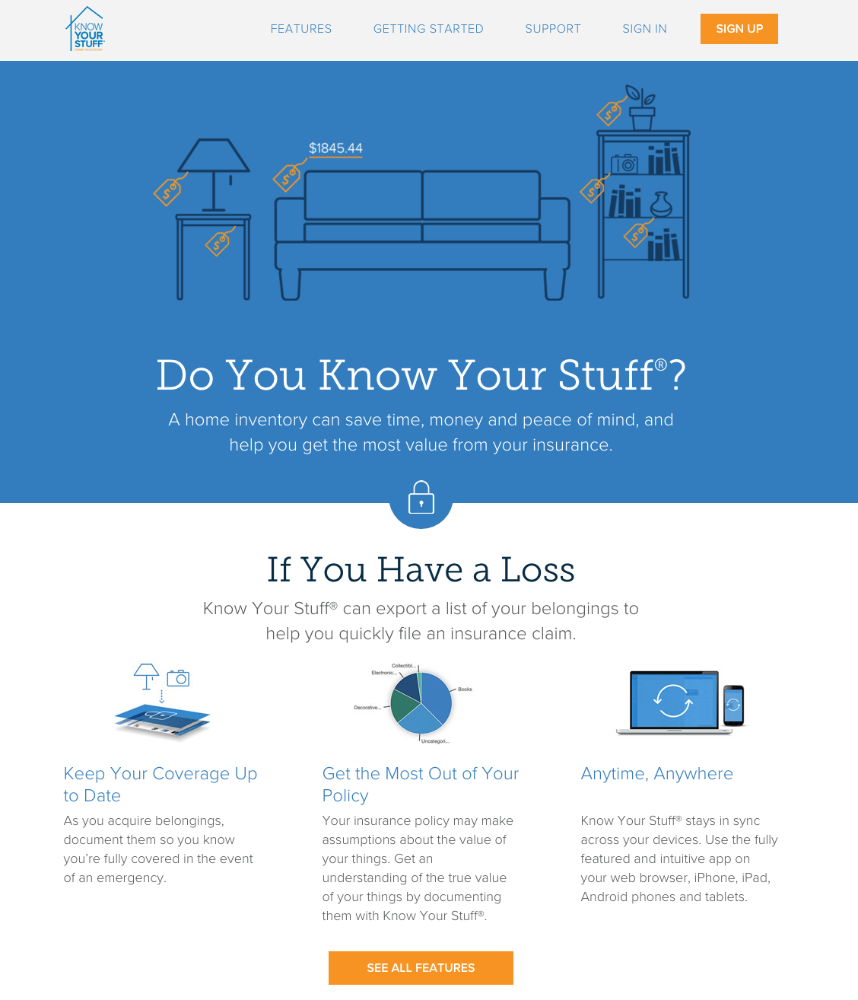 KNOW
YOUR
STUFF
FEATURES
GETTING STARTED
SUPPORT
SIGN IN
SIGN UP
$1845.44
$
$
$
$
$
$
Do You Know Your Stuff®?
A home inventory can save time, money and peace of mind, and
help you get the most value from your insurance.
If You Have a Loss
Know Your Stuff® can export a list of your belongings to
help you quickly file an insurance claim.
Collectibl...
Electronic...
Books
Decorative...
Uncategori...
Keep Your Coverage Up
to Date
As you acquire belongings,
document them so you know
you’re fully covered in the event
of an emergency.
Get the Most Out of Your
Policy
Your insurance policy may make
assumptions about the value of
your things. Get an
understanding of the true value
of your things by documenting
them with Know Your Stuff®.
Anytime, Anywhere
Know Your Stuff® stays in sync
across your devices. Use the fully
featured and intuitive app on
your web browser, iPhone, iPad,
Android phones and tablets.
SEE ALL FEATURES